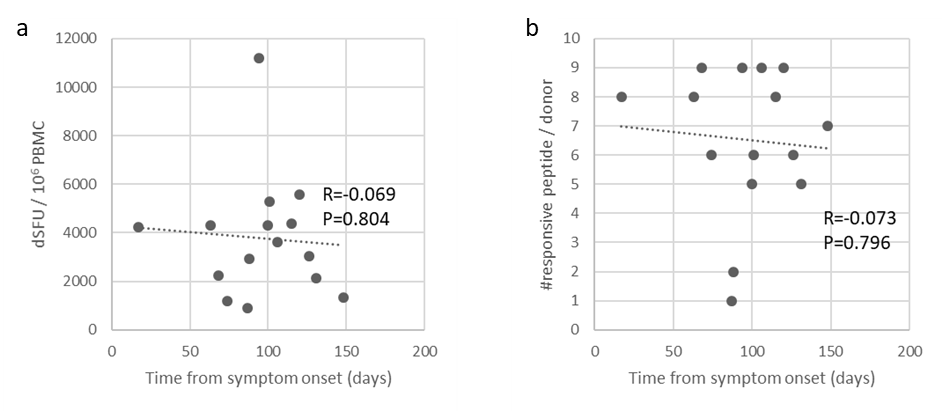 a
12000
10000
8000
6000
4000
2000
0
dSFU / 10⁶ PBMC
R=-0.069
P=0.804
0 50 100 150 200
Time from symptom onset (days)
b
10
9
8
7
6
5
4
3
2
1
0
#responsive peptide / donor
R=-0.073
P=0.796
0 50 100 150 200
Time from symptom onset (days)